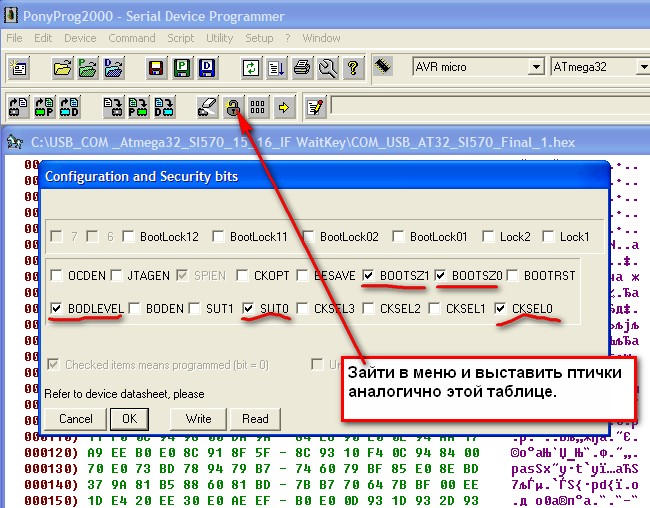 PonyProg2000 - Serial Device Programmer
File Edit Device Command Script Utility Setup ? Window
AVR micro ATmega32
C:\USB_COM _Atmega32_SI570_15_16_IF WaitKey\COM_USB_AT32_SI570_Final_1.hex
Configuration and Security bits
7 6 BootLock12 BootLock11 BootLock02 BootLock01 Lock2 Lock1
OCDEN JTAGEN SPIEN CKOPT EESAVE BOOTSZ1 BOOTSZ0 BOOTRST
BODLEVEL BODEN SUT1 SUT0 CKSEL3 CKSEL2 CKSEL1 CKSEL0
Checked items means programmed (bit = 0)
Refer to device datasheet, please
Cancel OK Write Read
Зайти в меню и выставить птички
аналогично этой таблице.
000120) A9 EE B0 E0 8C 91 8F 5F - 8C 93 10 F4 0C 94 84 00
000130) 70 E0 73 BD 78 94 79 B7 - 74 60 79 BF 85 E0 8E BD
000140) 37 9A 81 B5 88 60 81 BD - 7B B7 70 64 7B BF 00 EE
000150) 1D E4 20 EE 30 E0 AE EF - B0 E0 0D 93 1D 93 2D 93